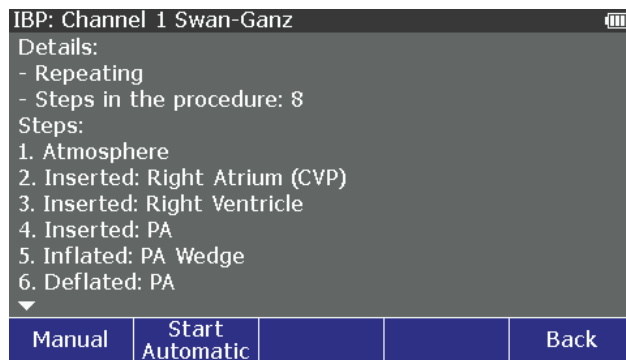 IBP: Channel 1 Swan-Ganz
Details:
- Repeating
- Steps in the procedure: 8
Steps:
1. Atmosphere
2. Inserted: Right Atrium (CVP)
3. Inserted: Right Ventricle
4. Inserted: PA
5. Inflated: PA Wedge
6. Deflated: PA
Manual
Start
Automatic
Back